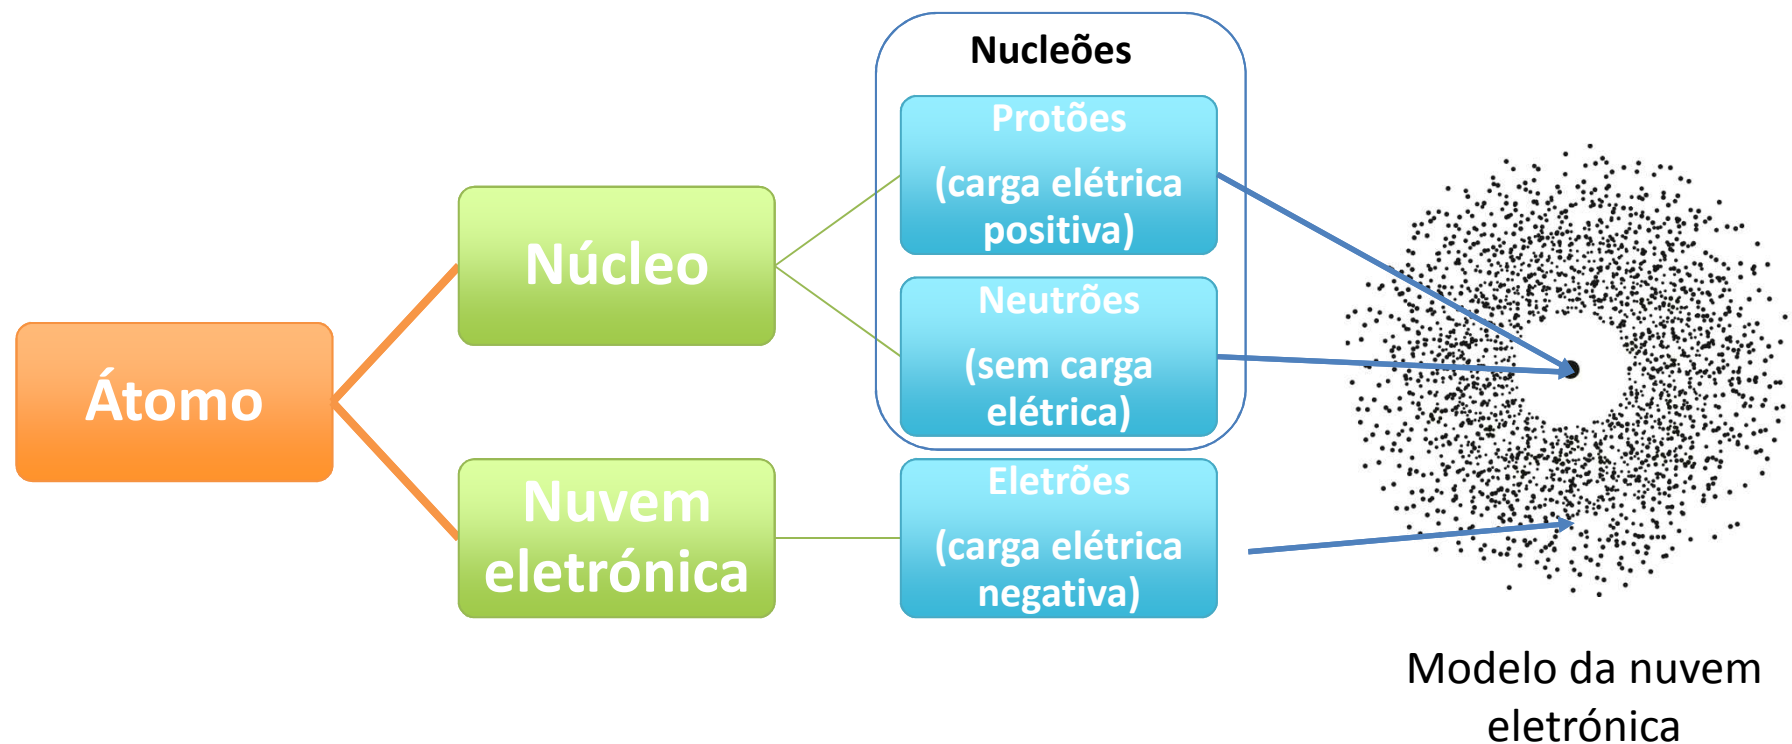 Átomo
Núcleo
Nuvem
eletrónica
Nucleões
Protões
(carga elétrica
positiva)
Neutrões
(sem carga
elétrica)
Eletrões
(carga elétrica
negativa)
Modelo da nuvem
eletrónica